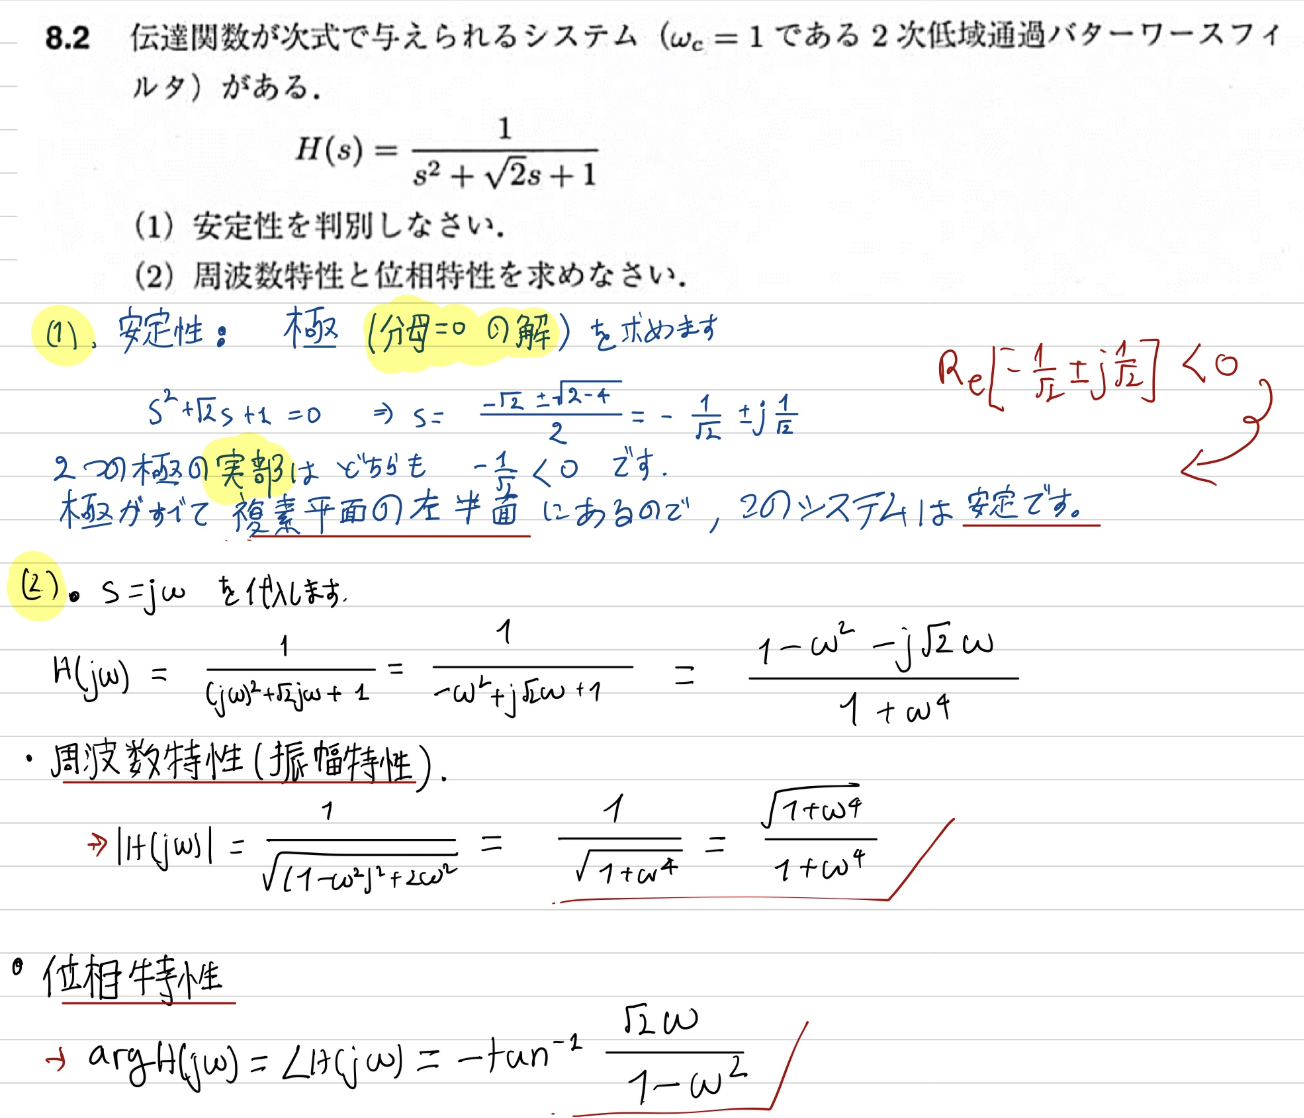 8.2 伝達関数が次式で与えられるシステム（ωc = 1 である 2 次低域通過バターワースフィ
ルタ）がある．
H(s) = 1 / (s² + √2s + 1)
(1) 安定性を判別しなさい．
(2) 周波数特性と位相特性を求めなさい．
(1)、安定性： 極 (分母=0 の解) を求めます
Re[-1/√2 ± j 1/√2] < 0
s²+√2s+1 =0 ⇒ s= (-√2 ±√(2-4)) / 2 = - 1/√2 ±j 1/√2
2つの極の実部は どちらも -1/√2 < 0 です.
極がすべて 複素平面の左半面 にあるので, このシステムは 安定です。
(2)• s=jω を代入します.
H(jω) = 1 / ((jω)²+√2jω+1) = 1 / (-ω²+j√2ω+1) = (1-ω² -j√2ω) / (1+ω⁴)
・周波数特性(振幅特性).
⇒ |H(jω)| = 1 / √((1-ω²)²+2ω²) = 1 / √(1+ω⁴) = √(1+ω⁴) / (1+ω⁴)
• 位相特性
→ argH(jω) = ∠H(jω) = -tan⁻¹ √2ω / (1-ω²)